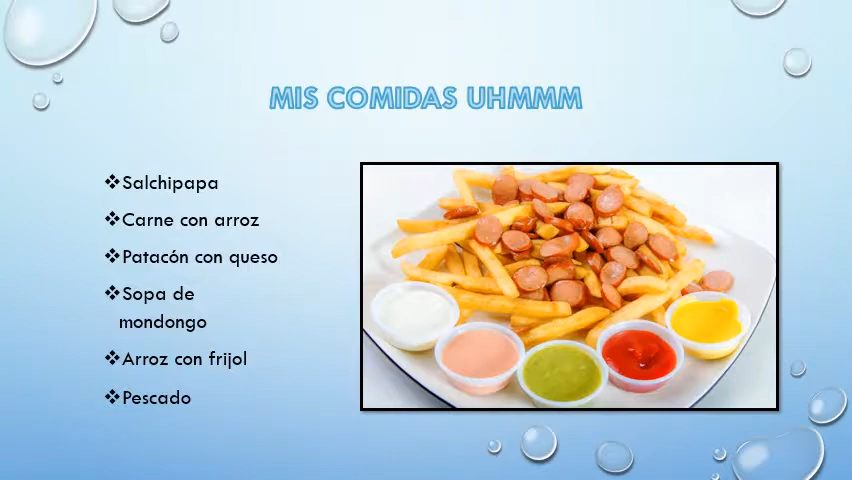 MIS COMIDAS UHMMM
❖Salchipapa
❖Carne con arroz
❖Patacón con queso
❖Sopa de
mondongo
❖Arroz con frijol
❖Pescado